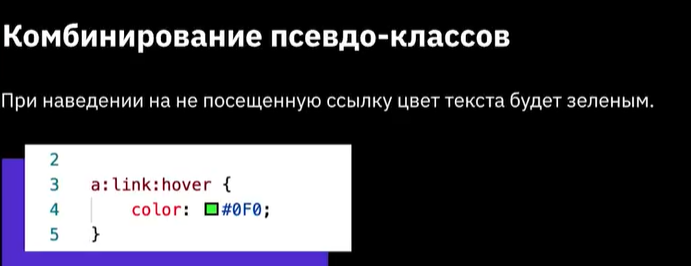 Комбинирование псевдо-классов
При наведении на не посещенную ссылку цвет текста будет зеленым.
2
3 a:link:hover {
4 color: #0F0;
5 }